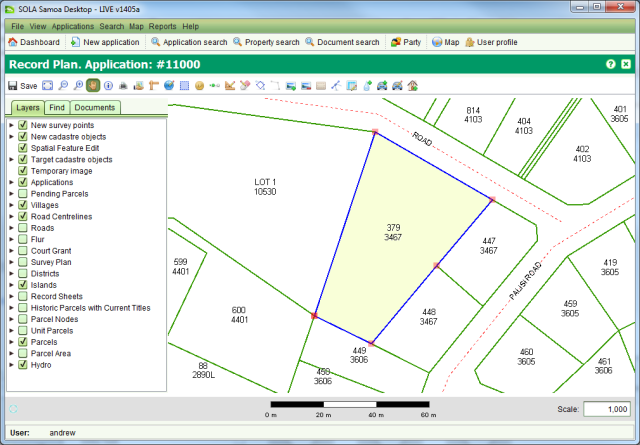 SOLA Samoa Desktop - LIVE v1405a
File View Applications Search Map Reports Help
Dashboard New application Application search Property search Document search Party Map User profile
Record Plan. Application: #11000
Save
Layers Find Documents
New survey points
New cadastre objects
Spatial Feature Edit
Target cadastre objects
Temporary image
Applications
Pending Parcels
Villages
Road Centrelines
Roads
Flur
Court Grant
Survey Plan
Districts
Islands
Record Sheets
Historic Parcels with Current Titles
Parcel Nodes
Unit Parcels
Parcels
Parcel Area
Hydro
814
4103
404
4103
401
3605
402
4103
ROAD
LOT 1
10530
379
3467
447
3467
PAUSI ROAD
419
3605
599
4401
600
4401
448
3467
459
3605
449
3606
450
3606
88
2890L
460
3605
461
3606
0 m 20 m 40 m 60 m
Scale: 1,000
User: andrew